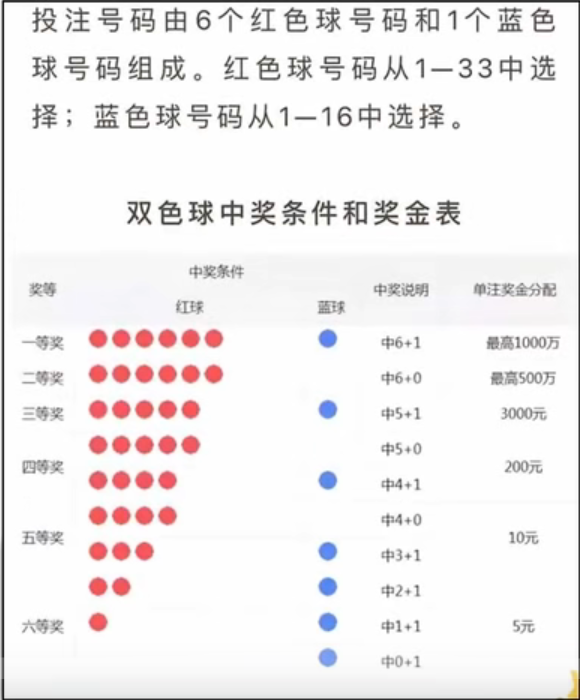 投注号码由6个红色球号码和1个蓝色
球号码组成。红色球号码从1—33中选
择；蓝色球号码从1—16中选择。
双色球中奖条件和奖金表
奖等 中奖条件 中奖说明 单注奖金分配
红球 蓝球
一等奖 中6+1 最高1000万
二等奖 中6+0 最高500万
三等奖 中5+1 3000元
四等奖 中5+0 200元
中4+1
五等奖 中4+0 10元
中3+1
中2+1
六等奖 中1+1 5元
中0+1